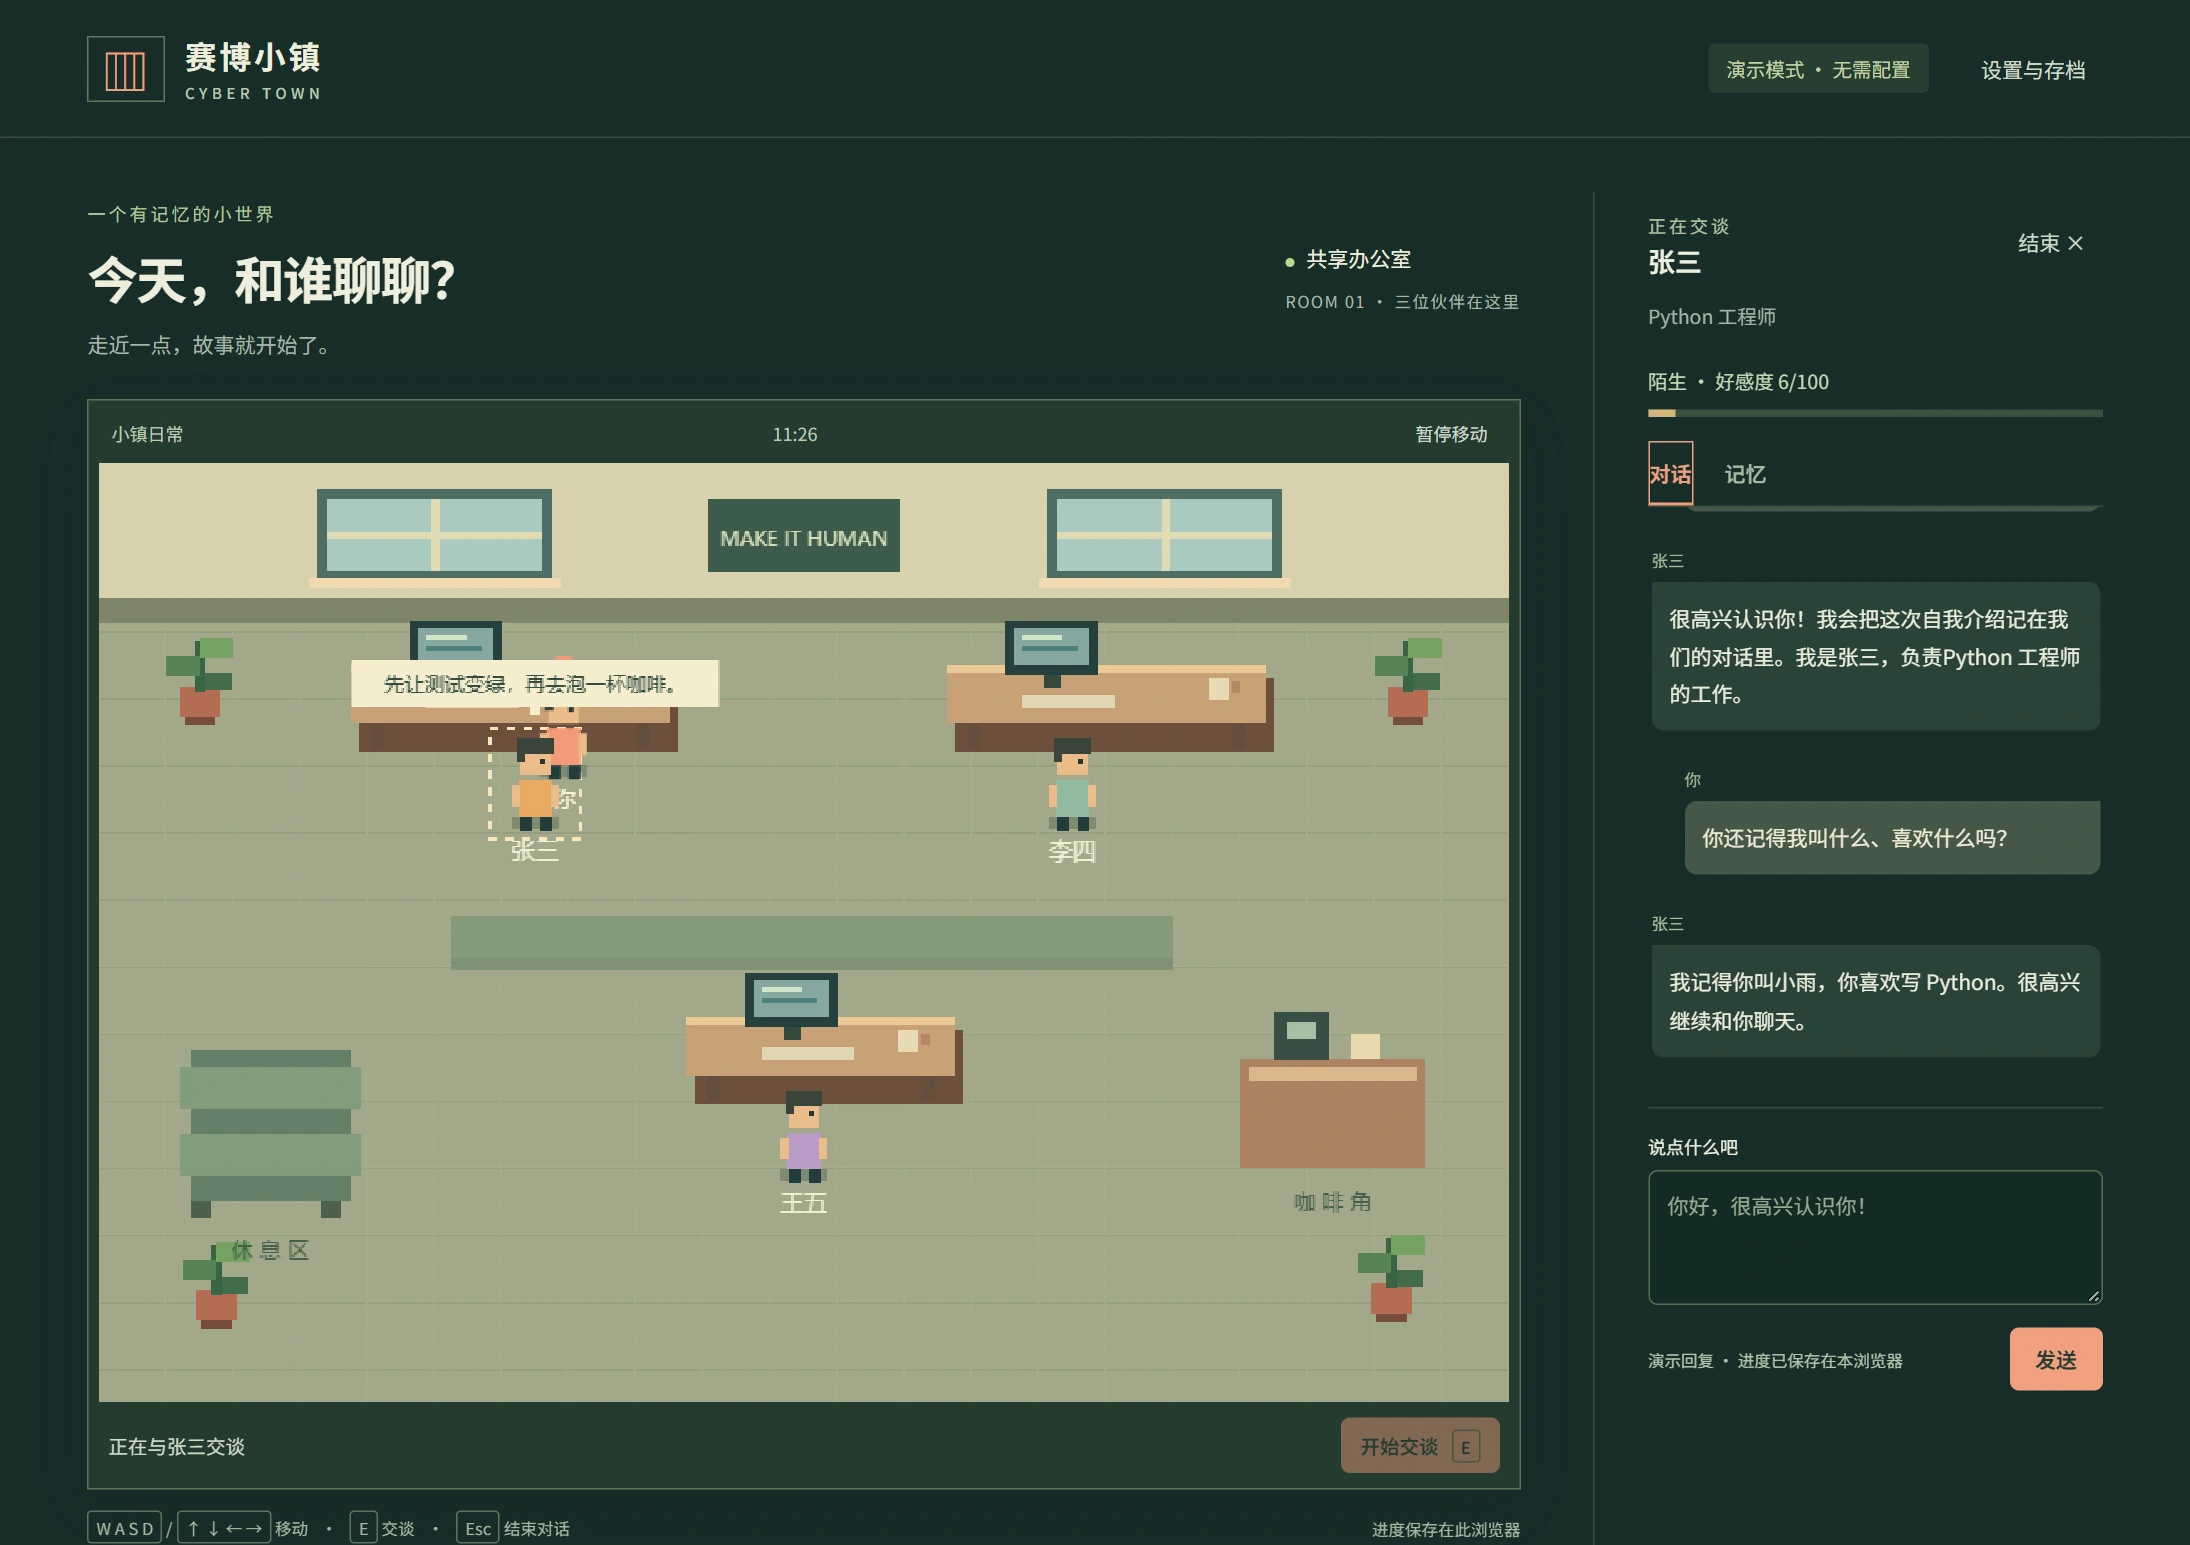 赛博小镇
CYBER TOWN
演示模式 · 无需配置
设置与存档
一个有记忆的小世界
今天，和谁聊聊？
走近一点，故事就开始了。
共享办公室
ROOM 01 · 三位伙伴在这里
小镇日常
11:26
暂停移动
MAKE IT HUMAN
先让测试变绿，再去泡一杯咖啡。
你
张三
李四
王五
咖啡角
休息区
正在与张三交谈
开始交谈 E
WASD / ↑↓←→ 移动 · E 交谈 · Esc 结束对话
进度保存在此浏览器
正在交谈
张三
结束 ×
Python 工程师
陌生 · 好感度 6/100
对话
记忆
张三
很高兴认识你！我会把这次自我介绍记在我
们的对话里。我是张三，负责Python 工程师
的工作。
你
你还记得我叫什么、喜欢什么吗？
张三
我记得你叫小雨，你喜欢写 Python。很高兴
继续和你聊天。
说点什么吧
你好，很高兴认识你！
演示回复 · 进度已保存在本浏览器
发送